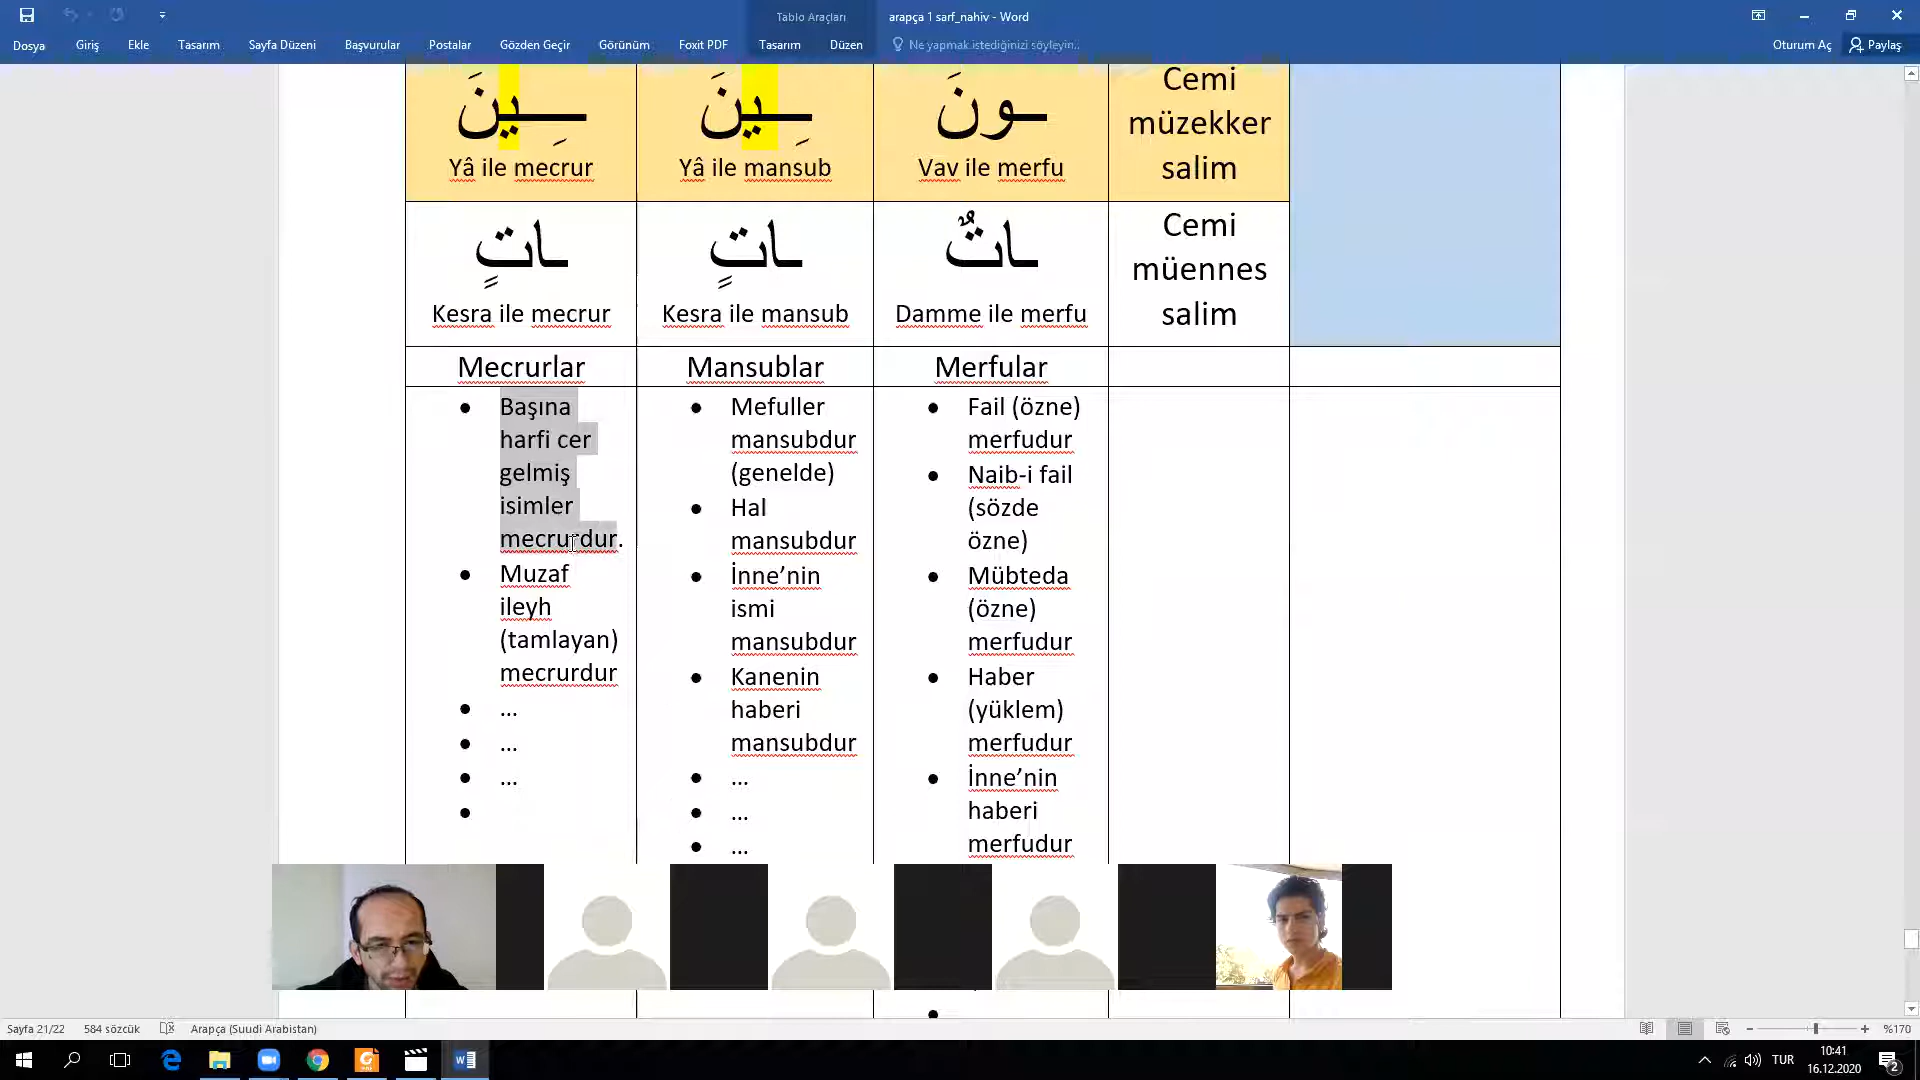 Tablo Araçları
arapça 1 sarf_nahiv - Word
Dosya
Giriş
Ekle
Tasarım
Sayfa Düzeni
Başvurular
Postalar
Gözden Geçir
Görünüm
Foxit PDF
Tasarım
Düzen
Ne yapmak istediğinizi söyleyin..
Oturum Aç
Paylaş
ـِـينَ
Yâ ile mecrur
ـِـينَ
Yâ ile mansub
ـونَ
Vav ile merfu
Cemi
müzekker
salim
ـاتٍ
Kesra ile mecrur
ـاتٍ
Kesra ile mansub
ـاتٌ
Damme ile merfu
Cemi
müennes
salim
Mecrurlar
Mansublar
Merfular
• Başına
harfi cer
gelmiş
isimler
mecrurdur.
• Muzaf
ileyh
(tamlayan)
mecrurdur
• ...
• ...
• ...
•
• Mefuller
mansubdur
(genelde)
• Hal
mansubdur
• İnne’nin
ismi
mansubdur
• Kanenin
haberi
mansubdur
• ...
• ...
• ...
• Fail (özne)
merfudur
• Naib-i fail
(sözde
özne)
• Mübteda
(özne)
merfudur
• Haber
(yüklem)
merfudur
• İnne’nin
haberi
merfudur
•
Sayfa 21/22
584 sözcük
Arapça (Suudi Arabistan)
%170
TUR
10:41
16.12.2020
2